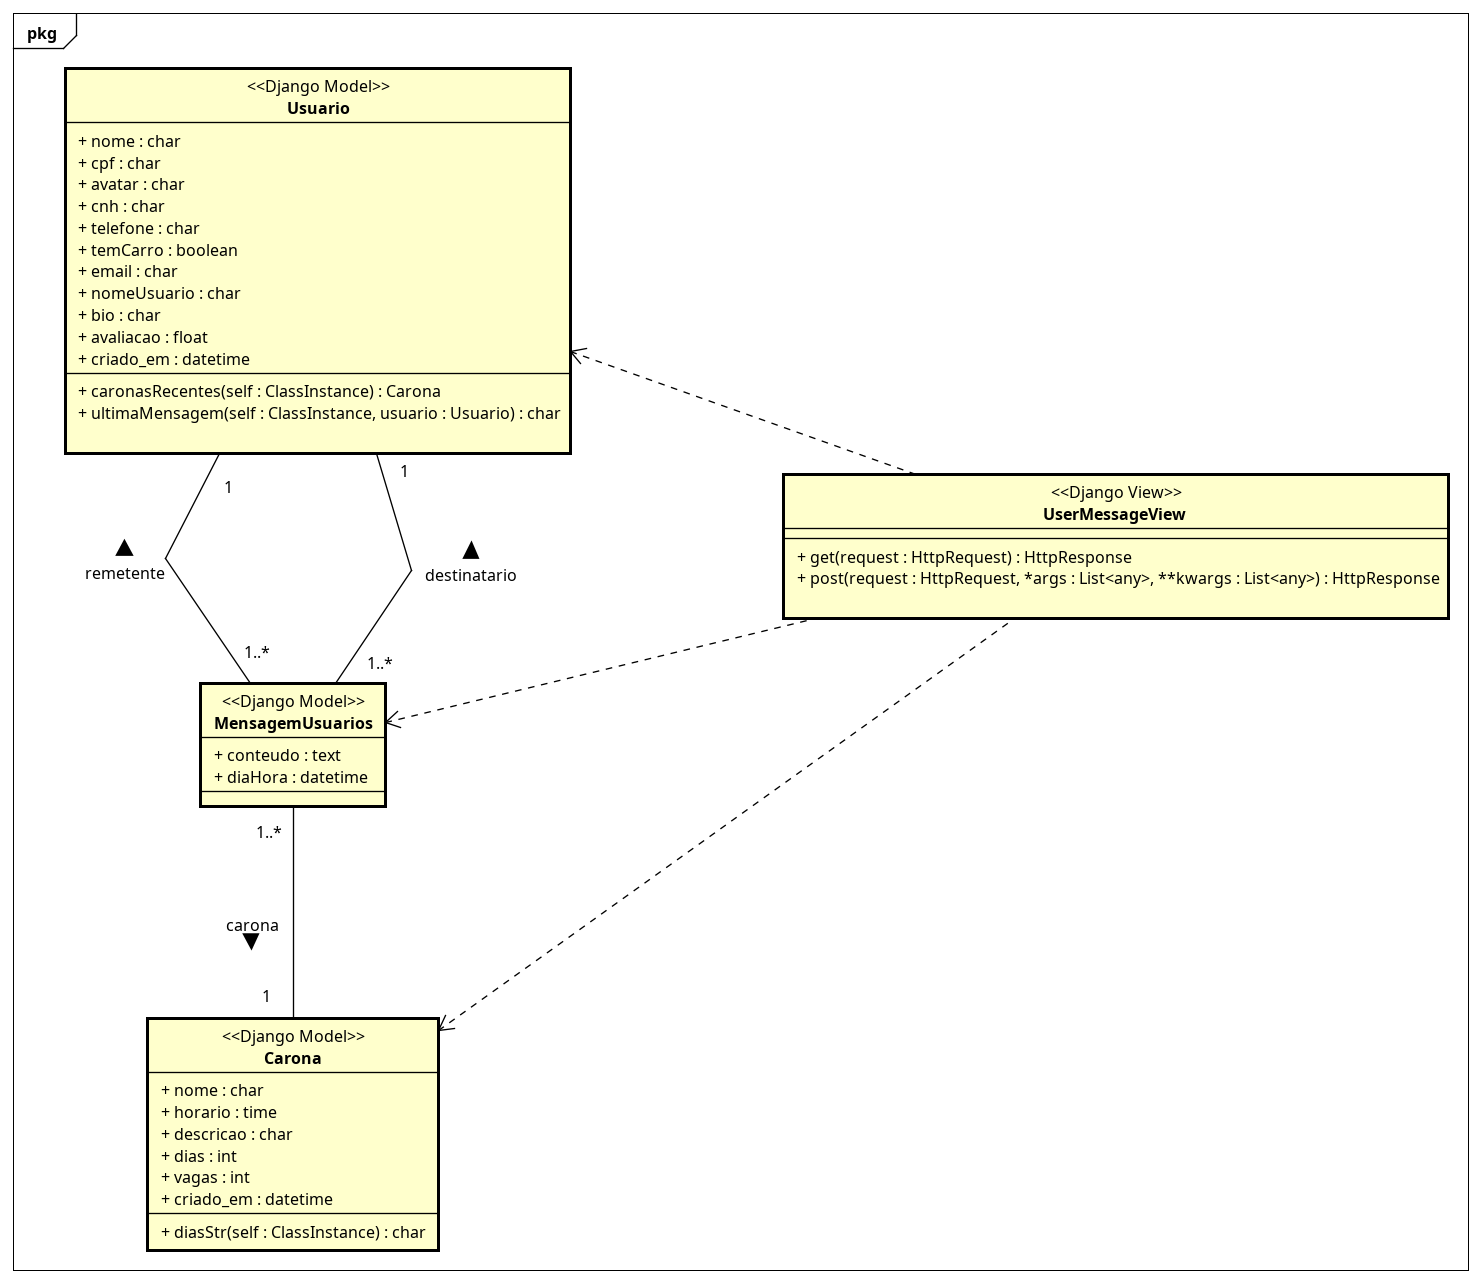 pkg
<<Django Model>>
Usuario
+ nome : char
+ cpf : char
+ avatar : char
+ cnh : char
+ telefone : char
+ temCarro : boolean
+ email : char
+ nomeUsuario : char
+ bio : char
+ avaliacao : float
+ criado_em : datetime
+ caronasRecentes(self : ClassInstance) : Carona
+ ultimaMensagem(self : ClassInstance, usuario : Usuario) : char
1
1
remetente
destinatario
1..*
1..*
<<Django View>>
UserMessageView
+ get(request : HttpRequest) : HttpResponse
+ post(request : HttpRequest, *args : List<any>, **kwargs : List<any>) : HttpResponse
<<Django Model>>
MensagemUsuarios
+ conteudo : text
+ diaHora : datetime
1..*
carona
1
<<Django Model>>
Carona
+ nome : char
+ horario : time
+ descricao : char
+ dias : int
+ vagas : int
+ criado_em : datetime
+ diasStr(self : ClassInstance) : char